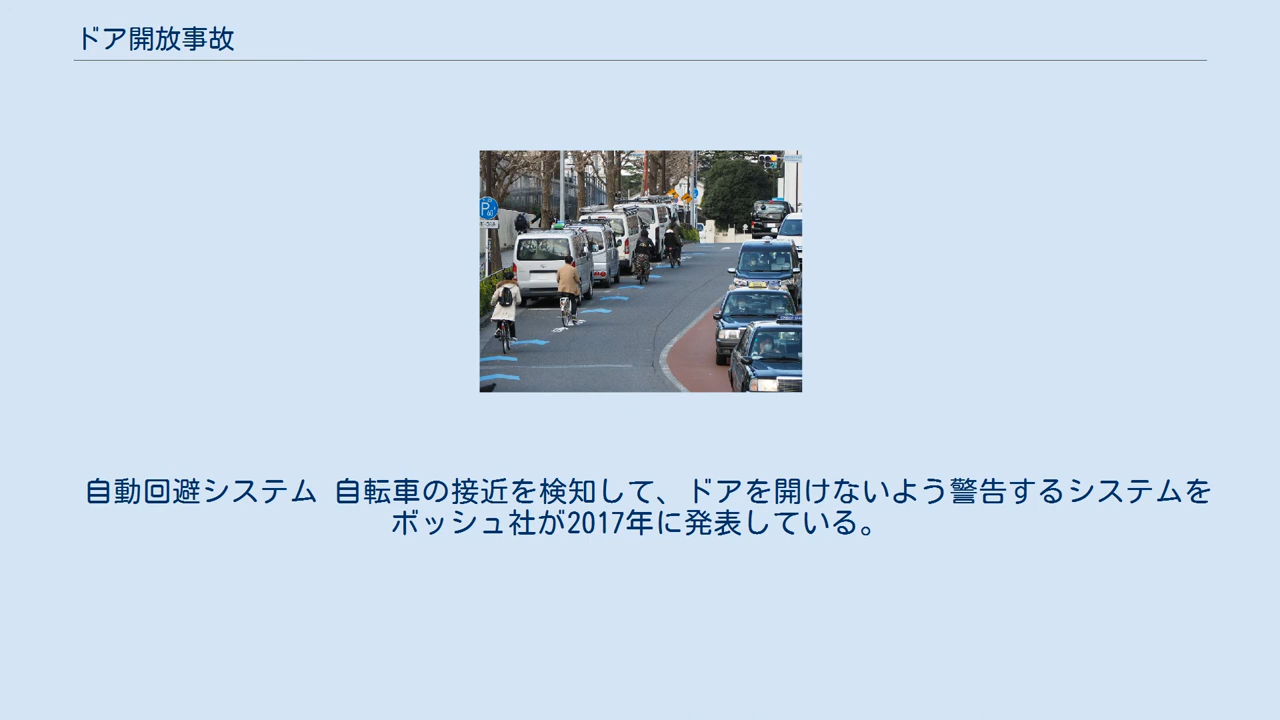 ドア開放事故
P
自動回避システム 自転車の接近を検知して、ドアを開けないよう警告するシステムを
ボッシュ社が2017年に発表している。